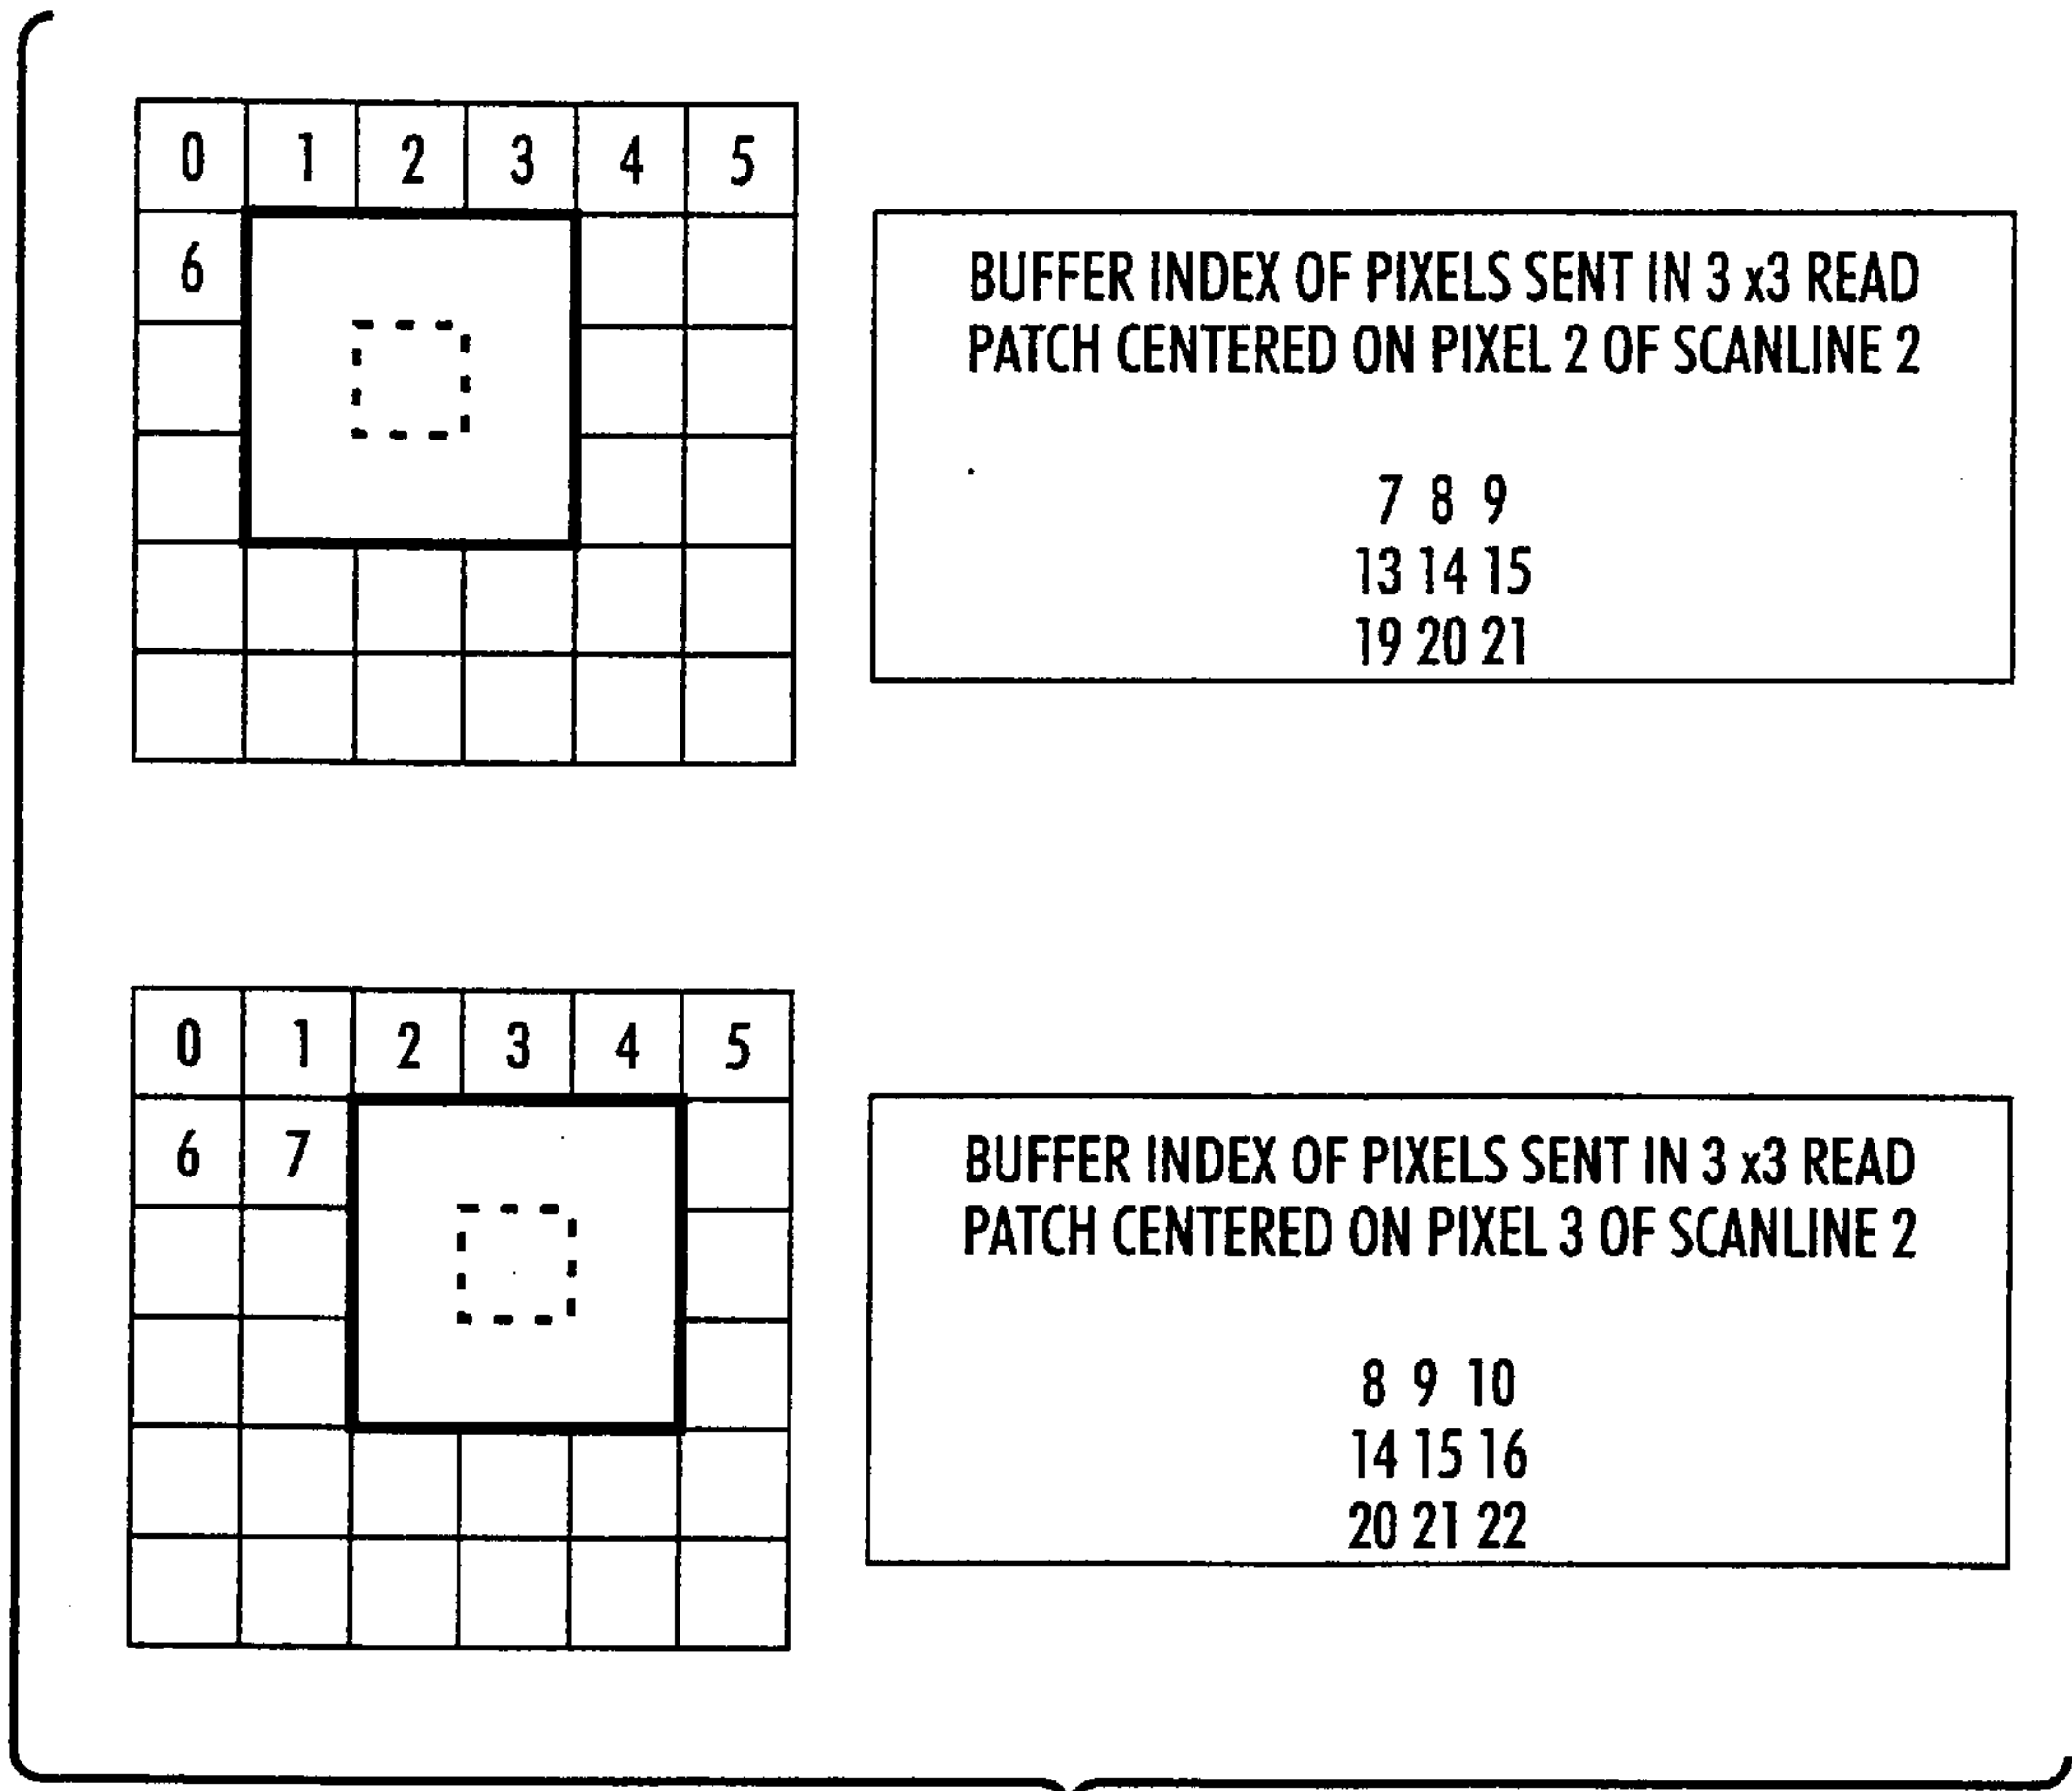 0 1 2 3 4 5
6
BUFFER INDEX OF PIXELS SENT IN 3 x3 READ
PATCH CENTERED ON PIXEL 2 OF SCANLINE 2
7 8 9
13 14 15
19 20 21
0 1 2 3 4 5
6 7
BUFFER INDEX OF PIXELS SENT IN 3 x3 READ
PATCH CENTERED ON PIXEL 3 OF SCANLINE 2
8 9 10
14 15 16
20 21 22